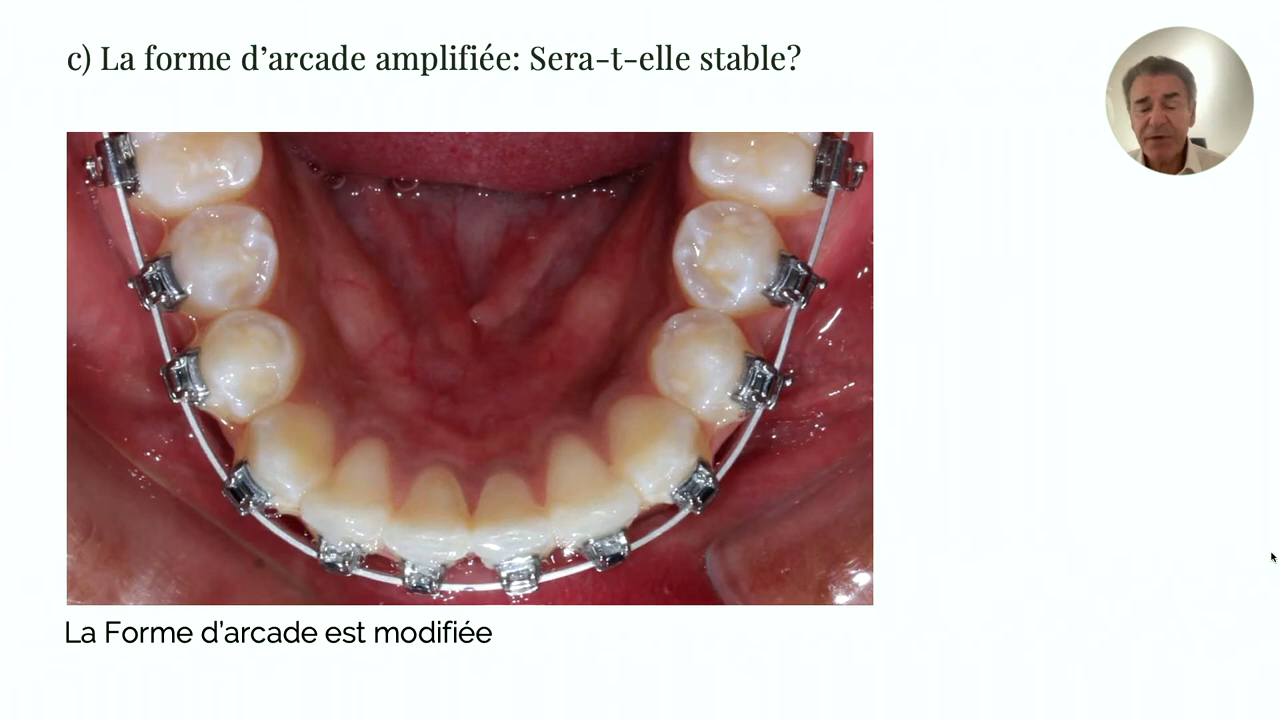 c) La forme d’arcade amplifiée: Sera-t-elle stable?
La Forme d’arcade est modifiée